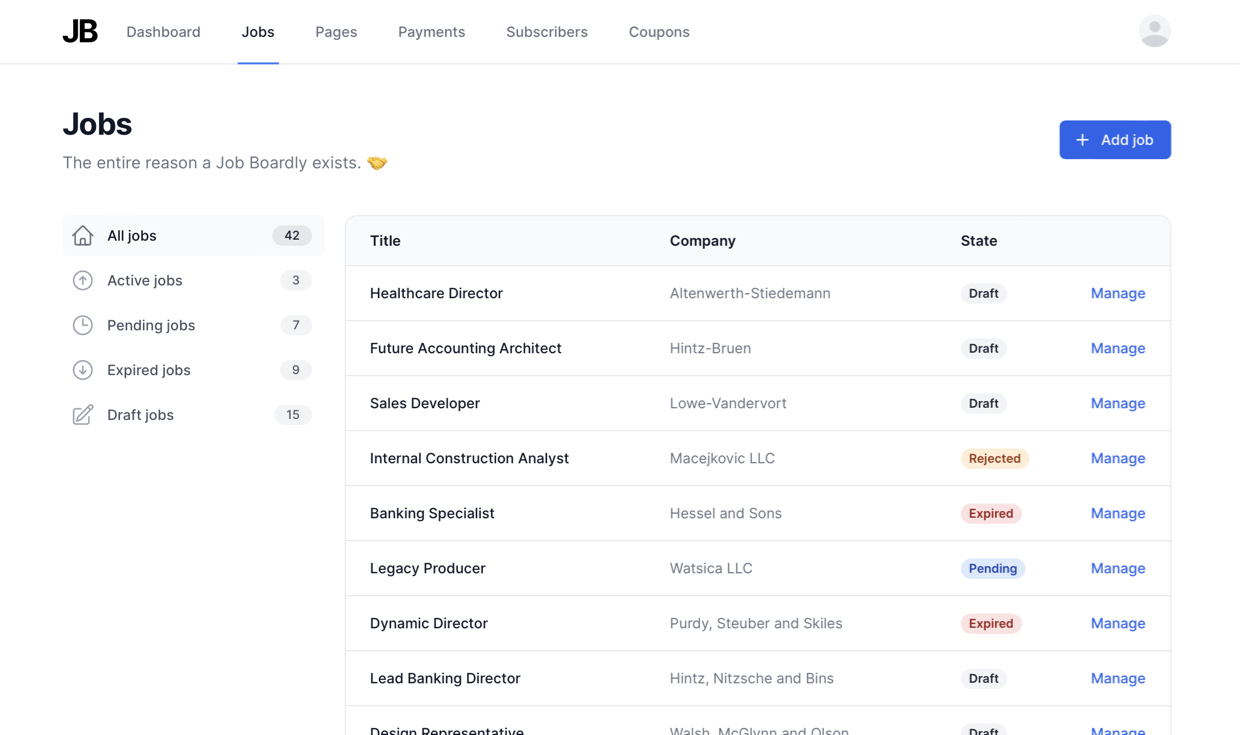 JB Dashboard Jobs Pages Payments Subscribers Coupons
Jobs
The entire reason a Job Boardly exists. 🤝
+ Add job
All jobs 42
Active jobs 3
Pending jobs 7
Expired jobs 9
Draft jobs 15
Title Company State
Healthcare Director Altenwerth-Stiedemann Draft Manage
Future Accounting Architect Hintz-Bruen Draft Manage
Sales Developer Lowe-Vandervort Draft Manage
Internal Construction Analyst Macejkovic LLC Rejected Manage
Banking Specialist Hessel and Sons Expired Manage
Legacy Producer Watsica LLC Pending Manage
Dynamic Director Purdy, Steuber and Skiles Expired Manage
Lead Banking Director Hintz, Nitzsche and Bins Draft Manage
Design Representative Walsh, McGlynn and Olson Draft Manage